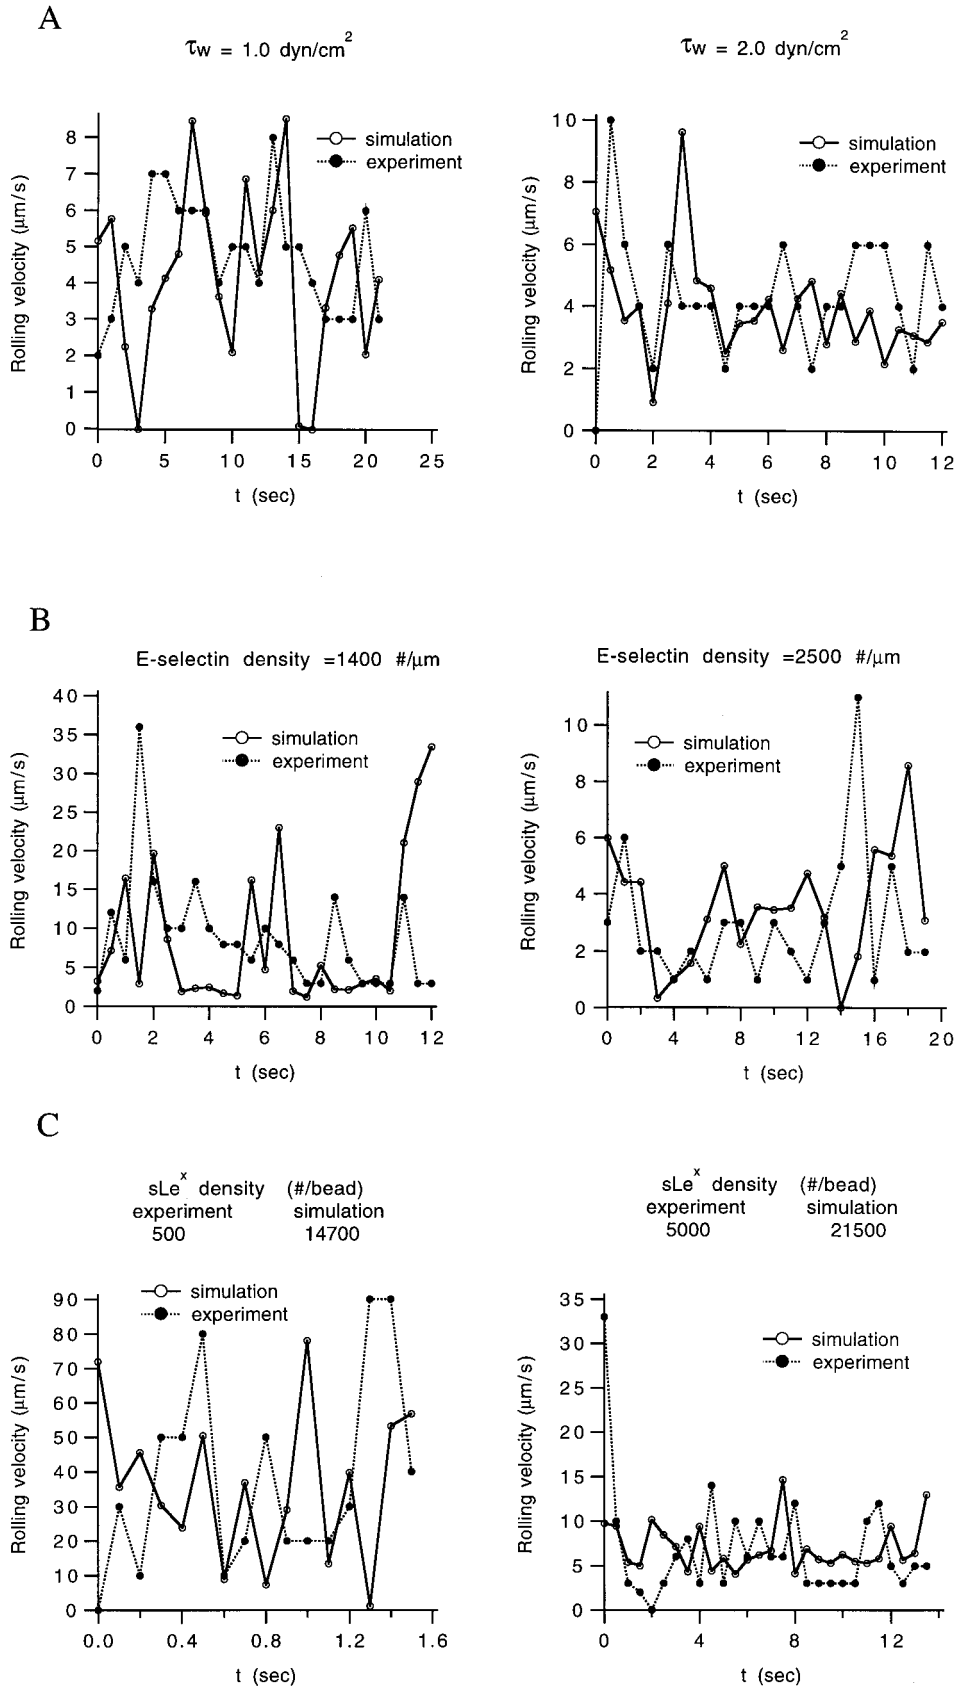 A
τw = 1.0 dyn/cm²
τw = 2.0 dyn/cm²
Rolling velocity (μm/s)
8
7
6
5
4
3
2
1
0
simulation
experiment
0 5 10 15 20 25
t (sec)
Rolling velocity (μm/s)
10
8
6
4
2
0
simulation
experiment
0 2 4 6 8 10 12
t (sec)
B
E-selectin density =1400 #/μm
E-selectin density =2500 #/μm
Rolling velocity (μm/s)
40
35
30
25
20
15
10
5
0
simulation
experiment
0 2 4 6 8 10 12
t (sec)
Rolling velocity (μm/s)
10
8
6
4
2
0
simulation
experiment
0 4 8 12 16 20
t (sec)
C
sLeˣ density (#/bead)
experiment simulation
500 14700
sLeˣ density (#/bead)
experiment simulation
5000 21500
Rolling velocity (μm/s)
90
80
70
60
50
40
30
20
10
0
simulation
experiment
0.0 0.4 0.8 1.2 1.6
t (sec)
Rolling velocity (μm/s)
35
30
25
20
15
10
5
0
simulation
experiment
0 4 8 12
t (sec)